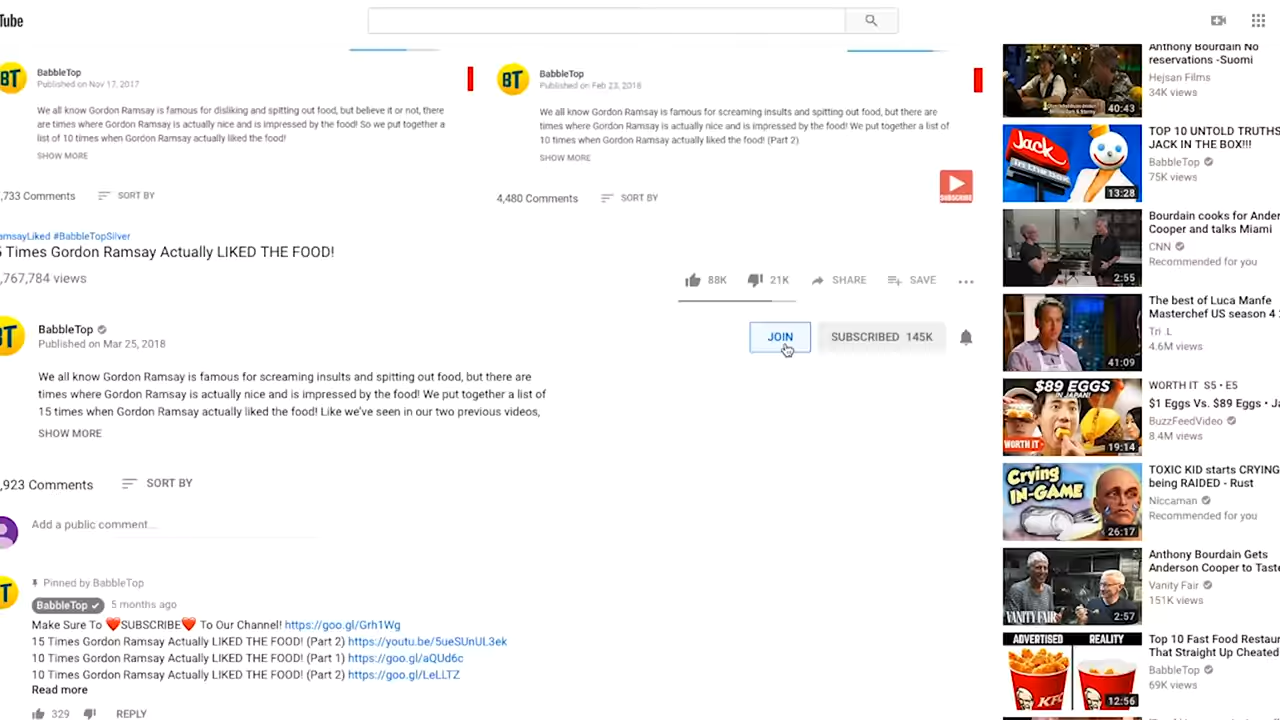 Tube
BT
BabbleTop
Published on Nov 17, 2017
We all know Gordon Ramsay is famous for disliking and spitting out food, but believe it or not, there
are times where Gordon Ramsay is actually nice and is impressed by the food! So we put together a
list of 10 times when Gordon Ramsay actually liked the food!
SHOW MORE
,733 Comments
SORT BY
BT
BabbleTop
Published on Feb 23, 2018
We all know Gordon Ramsay is famous for screaming insults and spitting out food, but there are
times where Gordon Ramsay is actually nice and is impressed by the food! We put together a list of
10 times when Gordon Ramsay actually liked the food! (Part 2)
SHOW MORE
4,480 Comments
SORT BY
SUBSCRIBE
amsayLiked #BabbleTopSilver
5 Times Gordon Ramsay Actually LIKED THE FOOD!
,767,784 views
88K
21K
SHARE
SAVE
BT
BabbleTop
Published on Mar 25, 2018
JOIN
SUBSCRIBED 145K
We all know Gordon Ramsay is famous for screaming insults and spitting out food, but there are
times where Gordon Ramsay is actually nice and is impressed by the food! We put together a list of
15 times when Gordon Ramsay actually liked the food! Like we've seen in our two previous videos,
SHOW MORE
,923 Comments
SORT BY
Add a public comment...
Pinned by BabbleTop
BabbleTop
5 months ago
Make Sure To ❤SUBSCRIBE❤ To Our Channel! https://goo.gl/Grh1Wg
15 Times Gordon Ramsay Actually LIKED THE FOOD! (Part 2) https://youtu.be/5ueSUnUL3ek
10 Times Gordon Ramsay Actually LIKED THE FOOD! (Part 1) https://goo.gl/aQUd6c
10 Times Gordon Ramsay Actually LIKED THE FOOD! (Part 2) https://goo.gl/LeLLTZ
Read more
329
REPLY
Anthony Bourdain No
reservations -Suomi
Hejsan Films
34K views
40:43
TOP 10 UNTOLD TRUTHS
JACK IN THE BOX!!!
BabbleTop
75K views
Jack
13:28
Bourdain cooks for Ander
Cooper and talks Miami
CNN
Recommended for you
2:55
The best of Luca Manfe
Masterchef US season 4
Tri .L
4.6M views
41:09
WORTH IT S5 • E5
$1 Eggs Vs. $89 Eggs • Ja
BuzzFeedVideo
8.4M views
$89 EGGS
IN JAPAN!
WORTH IT
19:14
TOXIC KID starts CRYING
being RAIDED - Rust
Niccaman
Recommended for you
Crying
IN-GAME
26:17
Anthony Bourdain Gets
Anderson Cooper to Taste
Vanity Fair
151K views
VANITY FAIR
2:57
Top 10 Fast Food Restau
That Straight Up Cheated
BabbleTop
69K views
ADVERTISED
REALITY
KFC
12:56